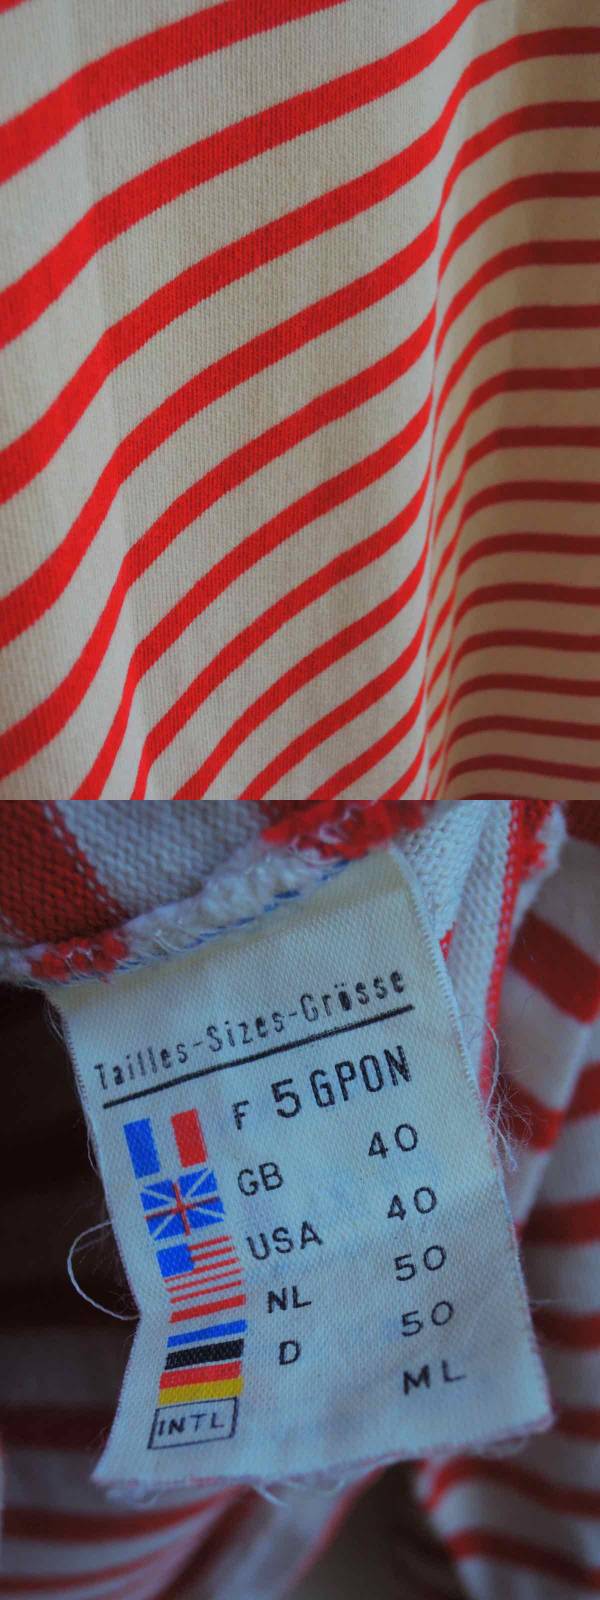 Tailles-Sizes-Grösse
F 5 GPON
GB 40
USA 40
NL 50
D 50
INTL ML